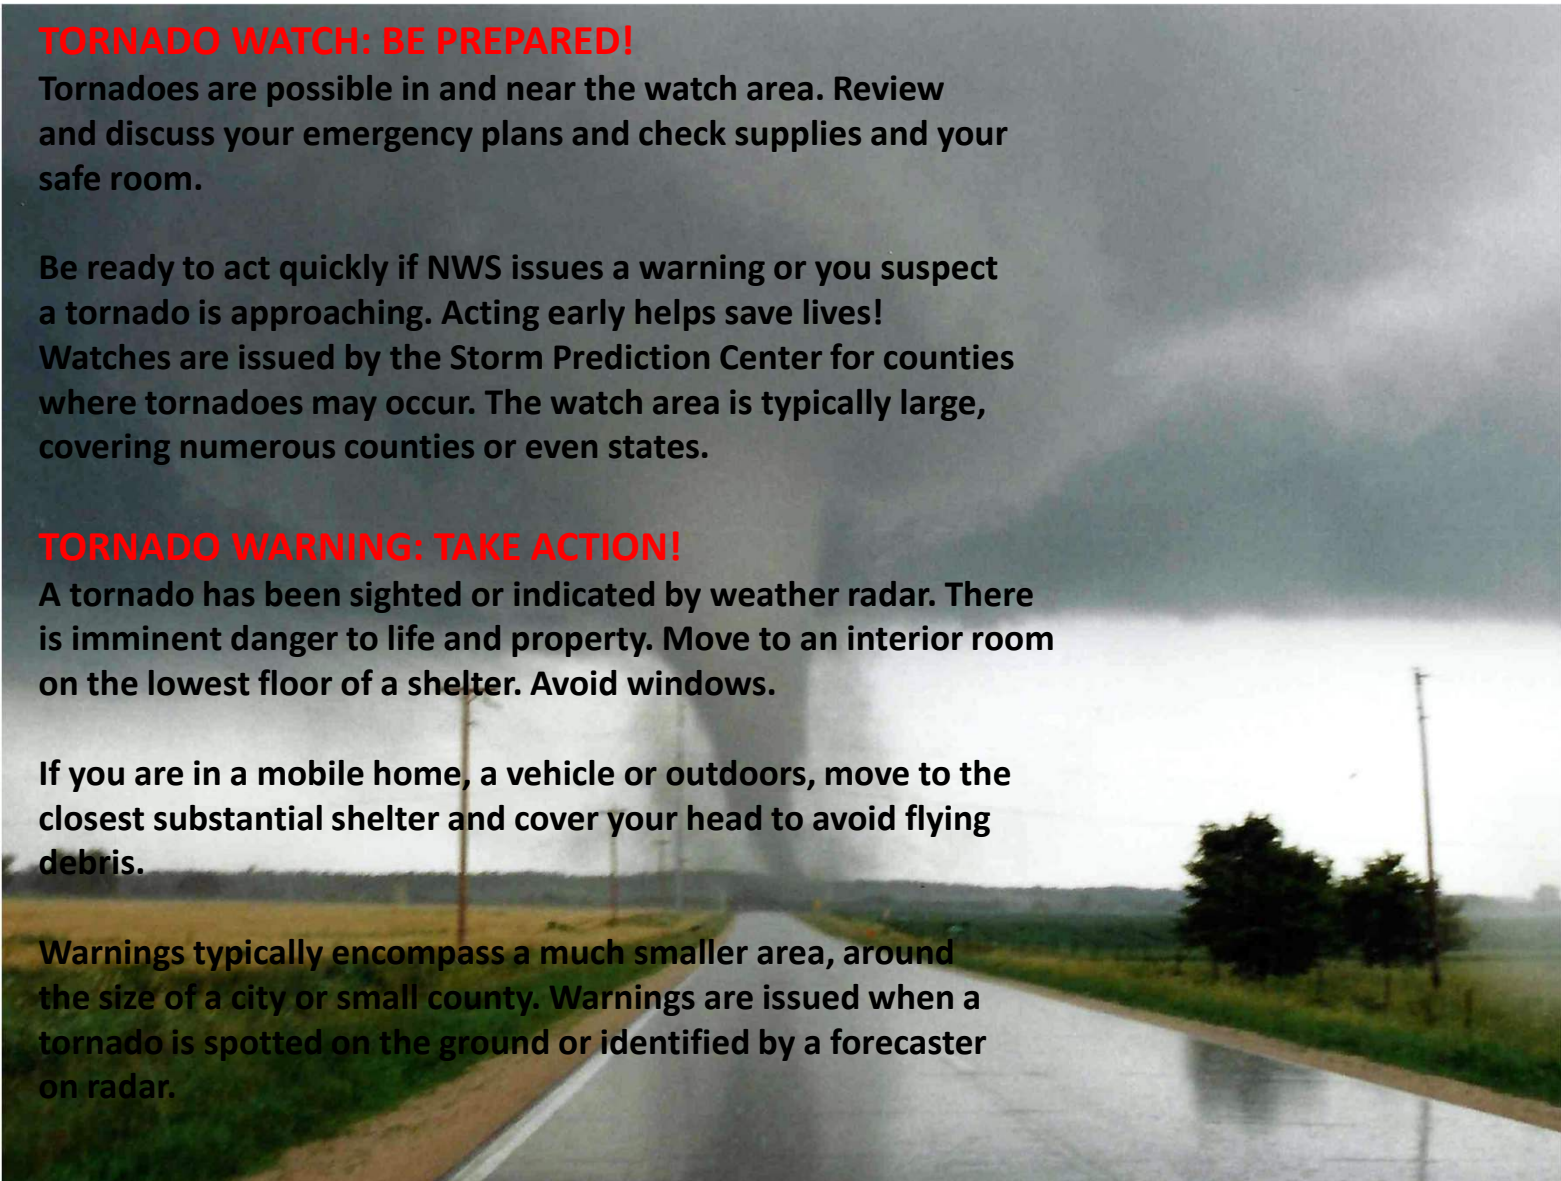 TORNADO WATCH: BE PREPARED!
Tornadoes are possible in and near the watch area. Review
and discuss your emergency plans and check supplies and your
safe room.
Be ready to act quickly if NWS issues a warning or you suspect
a tornado is approaching. Acting early helps save lives!
Watches are issued by the Storm Prediction Center for counties
where tornadoes may occur. The watch area is typically large,
covering numerous counties or even states.
TORNADO WARNING: TAKE ACTION!
A tornado has been sighted or indicated by weather radar. There
is imminent danger to life and property. Move to an interior room
on the lowest floor of a shelter. Avoid windows.
If you are in a mobile home, a vehicle or outdoors, move to the
closest substantial shelter and cover your head to avoid flying
debris.
Warnings typically encompass a much smaller area, around
the size of a city or small county. Warnings are issued when a
tornado is spotted on the ground or identified by a forecaster
on radar.